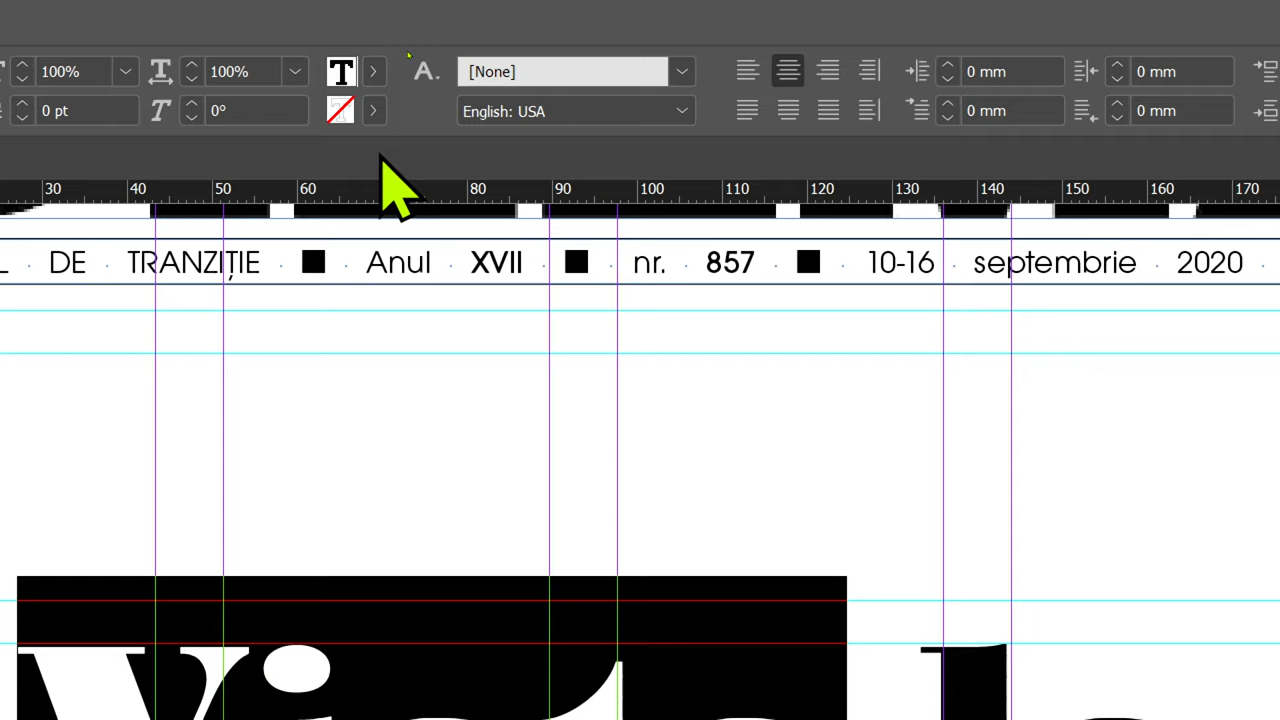 100% 100% T A. [None] 0 mm 0 mm
0 pt T 0° T English: USA 0 mm 0 mm
30 40 50 60 80 90 100 110 120 130 140 150 160 170
DE TRANZIȚIE ■ Anul XVII ■ nr. 857 ■ 10-16 septembrie 2020